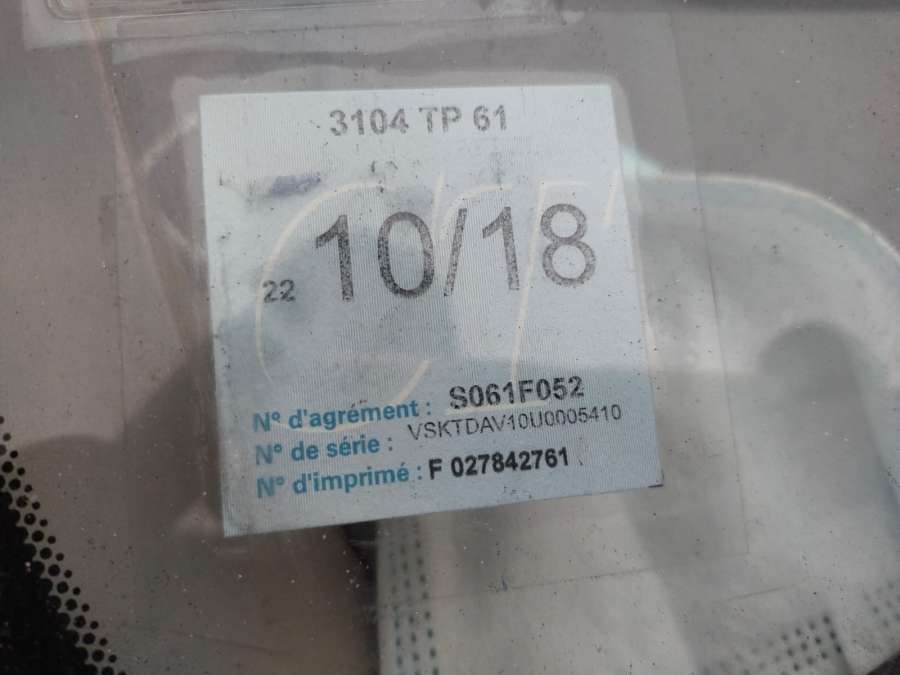 3104 TP 61
22 10/18
N° d'agrément : S061F052
N° de série : VSKTDAV10U0005410
N° d'imprimé : F 027842761